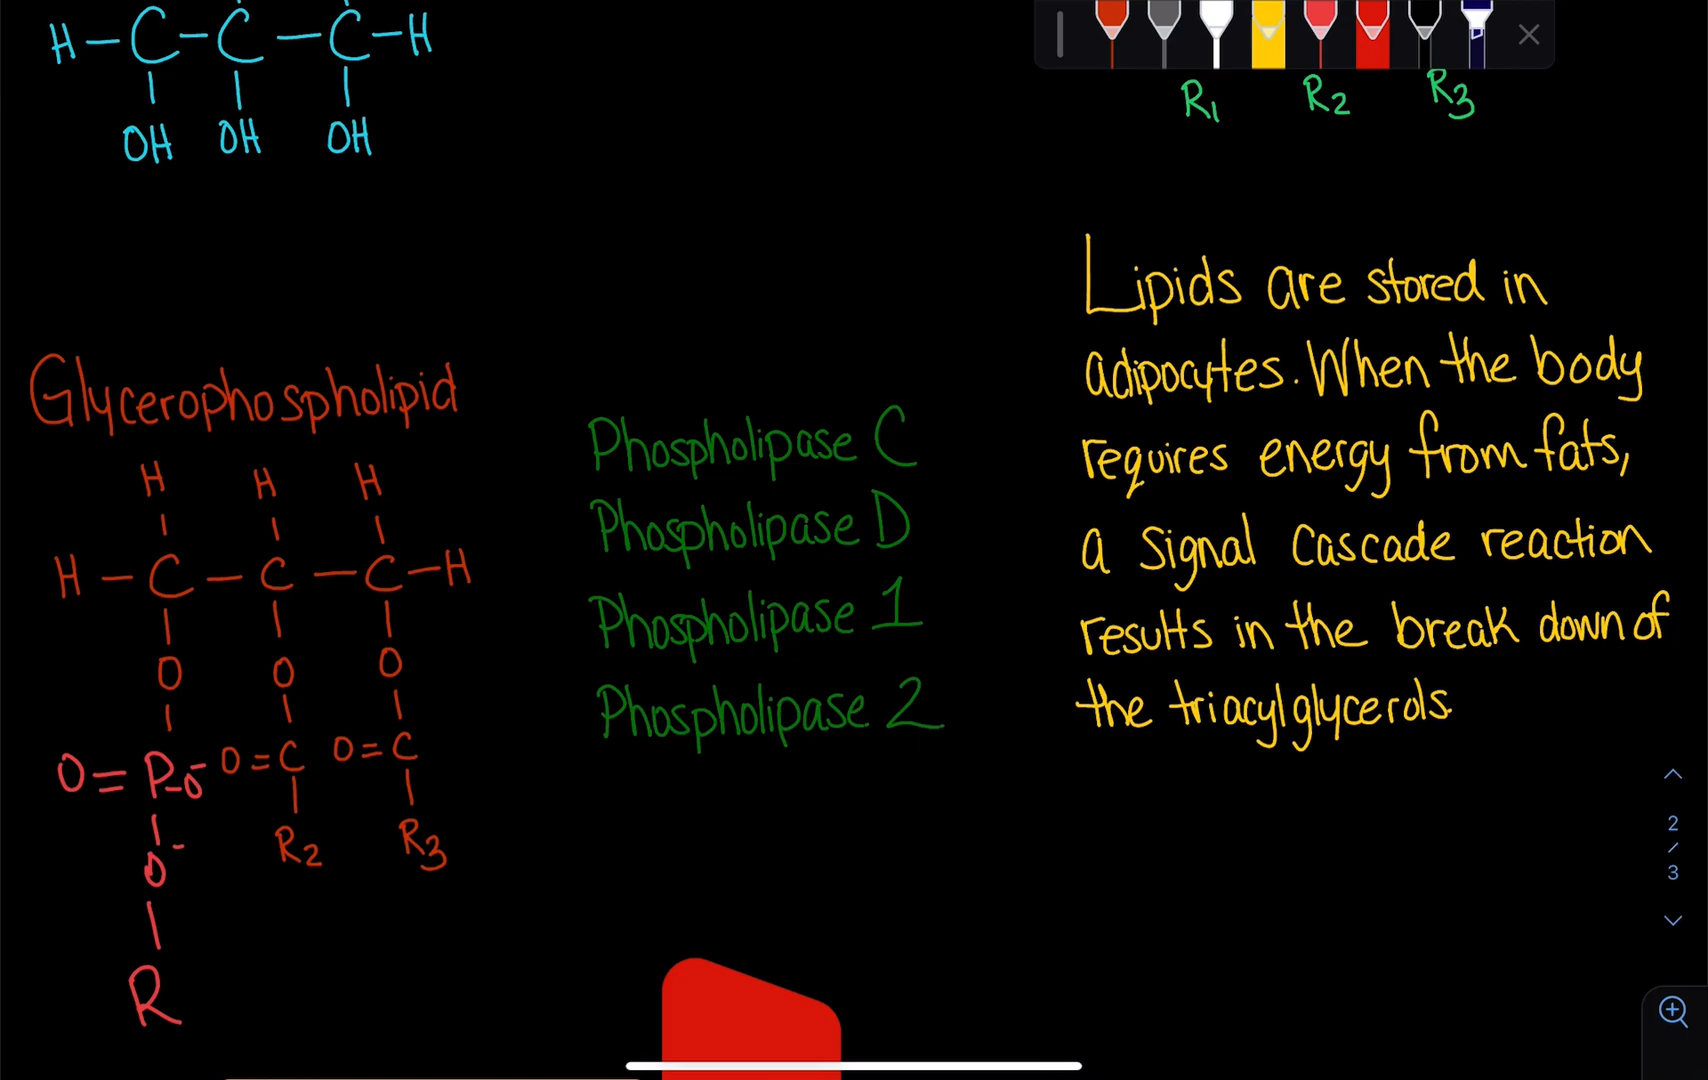 H-C-C-C-H
OH OH OH
R1 R2 R3
Lipids are stored in
adipocytes. When the body
requires energy from fats,
a signal cascade reaction
results in the break down of
the triacylglycerols.
Glycerophospholipid
H H H
H-C-C-C-H
O O O
O=P-O⁻ O=C O=C
O⁻ R2 R3
R
Phospholipase C
Phospholipase D
Phospholipase 1
Phospholipase 2
2
/
3